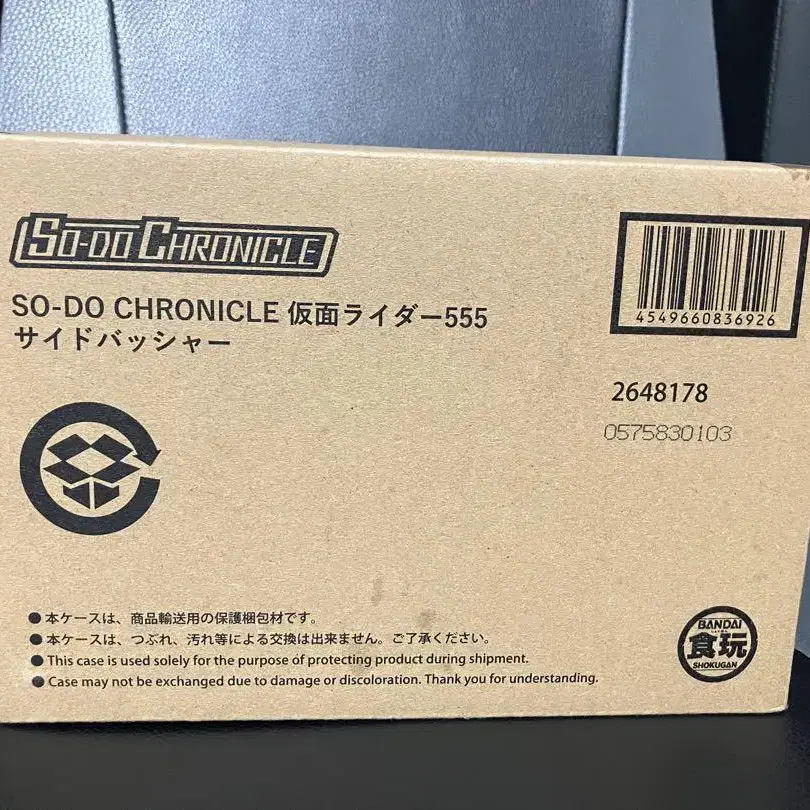 SO-DO CHRONICLE
SO-DO CHRONICLE 仮面ライダー555
サイドバッシャー
4549660836926
2648178
0575830103
●本ケースは、商品輸送用の保護梱包材です。
●本ケースは、つぶれ、汚れ等による交換は出来ません。ご了承ください。
●This case is used solely for the purpose of protecting product during shipment.
●Case may not be exchanged due to damage or discoloration. Thank you for understanding.
BANDAI
食玩
SHOKUGAN